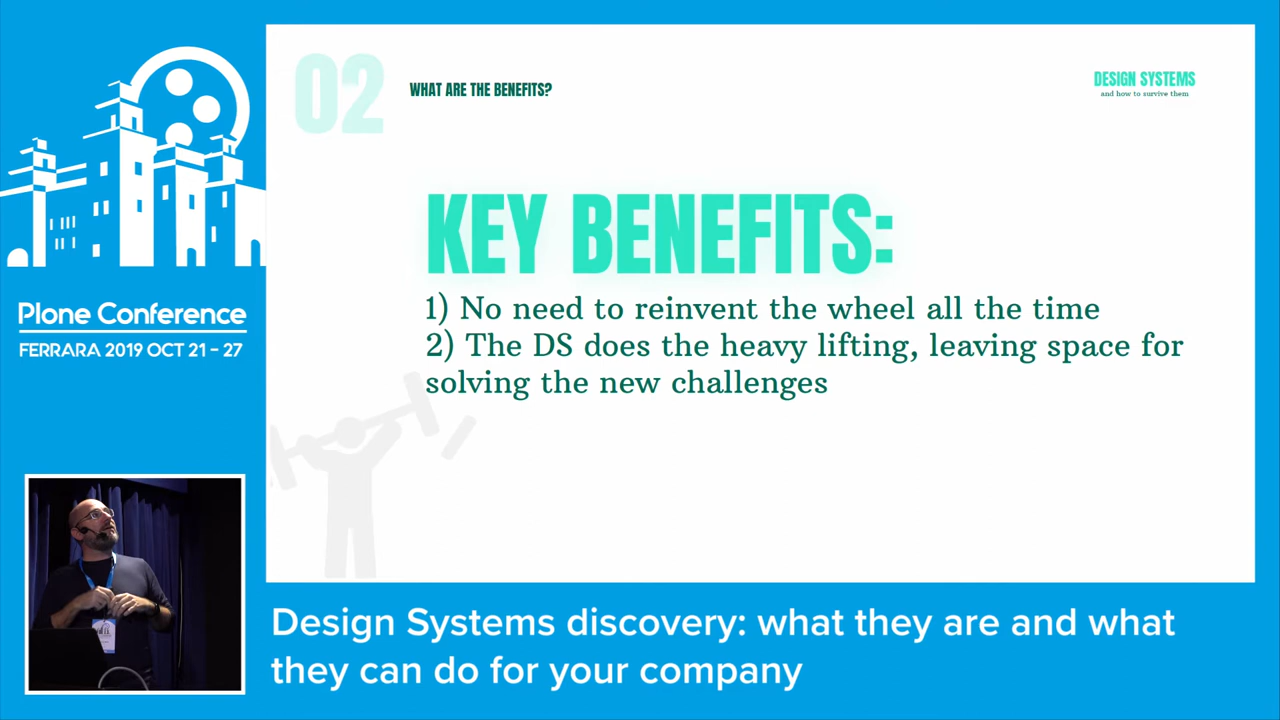 02
WHAT ARE THE BENEFITS?
DESIGN SYSTEMS
and how to survive them
KEY BENEFITS:
1) No need to reinvent the wheel all the time
2) The DS does the heavy lifting, leaving space for
solving the new challenges
Plone Conference
FERRARA 2019 OCT 21 - 27
Design Systems discovery: what they are and what
they can do for your company